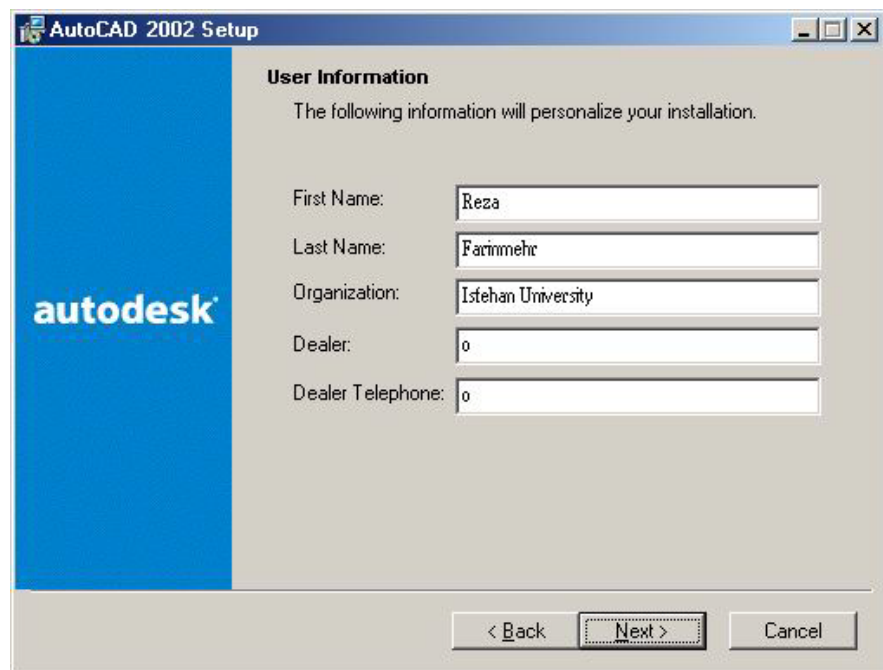 AutoCAD 2002 Setup
User Information
The following information will personalize your installation.
First Name: Reza
Last Name: Farinmehr
Organization: Isfehan University
autodesk
Dealer: o
Dealer Telephone: o
< Back Next > Cancel